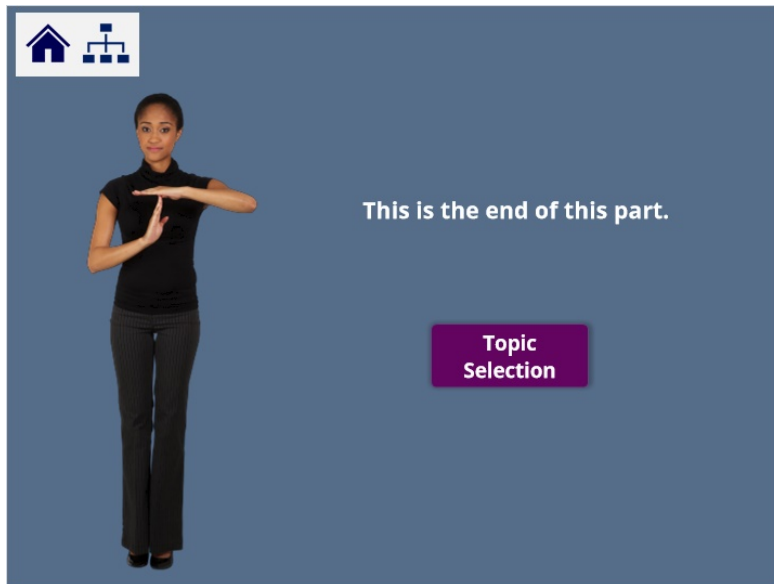 This is the end of this part.
Topic
Selection